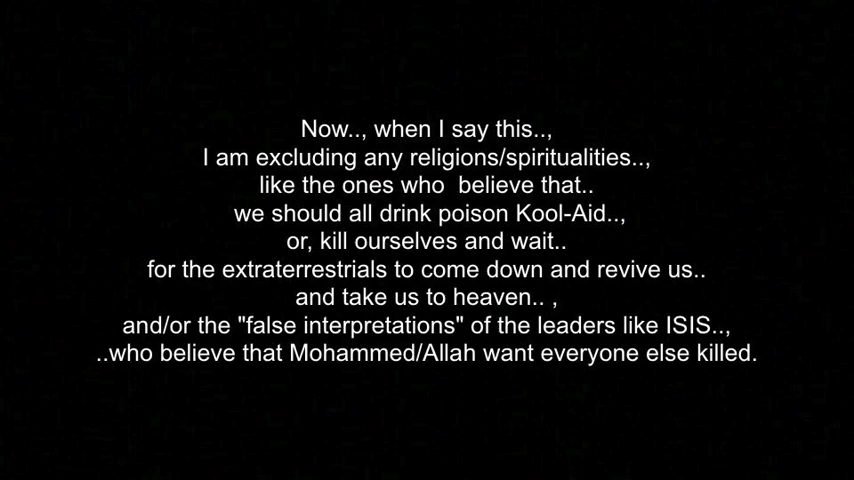 Now.., when I say this..,
I am excluding any religions/spiritualities..,
like the ones who  believe that..
we should all drink poison Kool-Aid..,
or, kill ourselves and wait..
for the extraterrestrials to come down and revive us..
and take us to heaven.. ,
and/or the "false interpretations" of the leaders like ISIS..,
..who believe that Mohammed/Allah want everyone else killed.